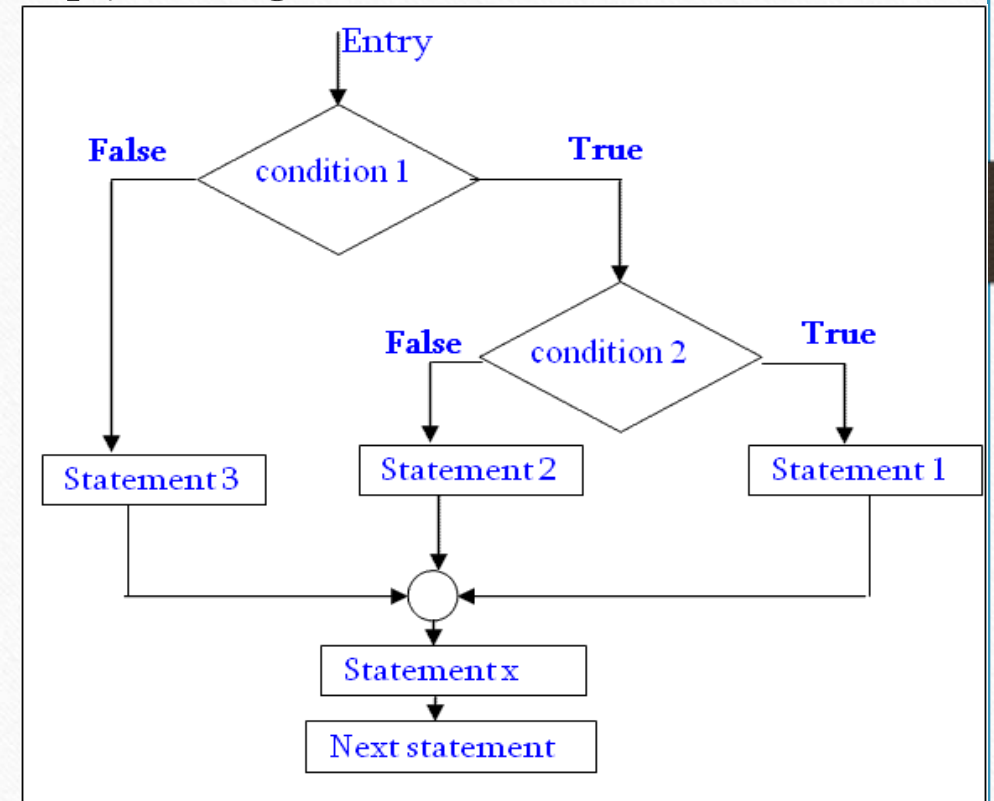 Entry
False
True
condition 1
False
True
condition 2
Statement 3
Statement 2
Statement 1
Statement x
Next statement